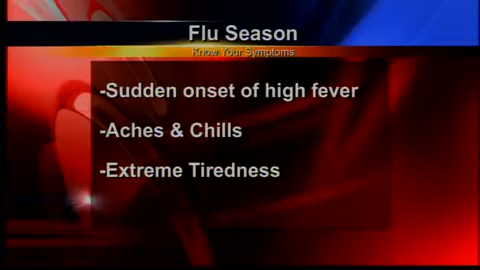 Flu Season
Know Your Symptoms
-Sudden onset of high fever
-Aches & Chills
-Extreme Tiredness